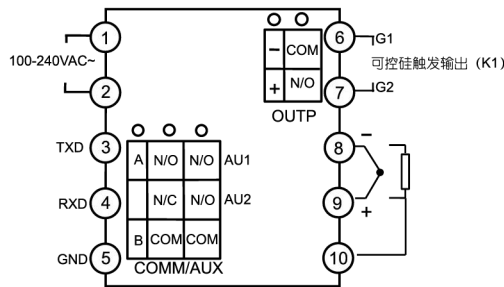 1
100-240VAC~
2
TXD 3
RXD 4
GND 5
− COM
+ N/O
OUTP
6 G1
可控硅触发输出（K1）
7 G2
A N/O N/O AU1
N/C N/O AU2
B COM COM
COMM/AUX
8 −
9 +
10